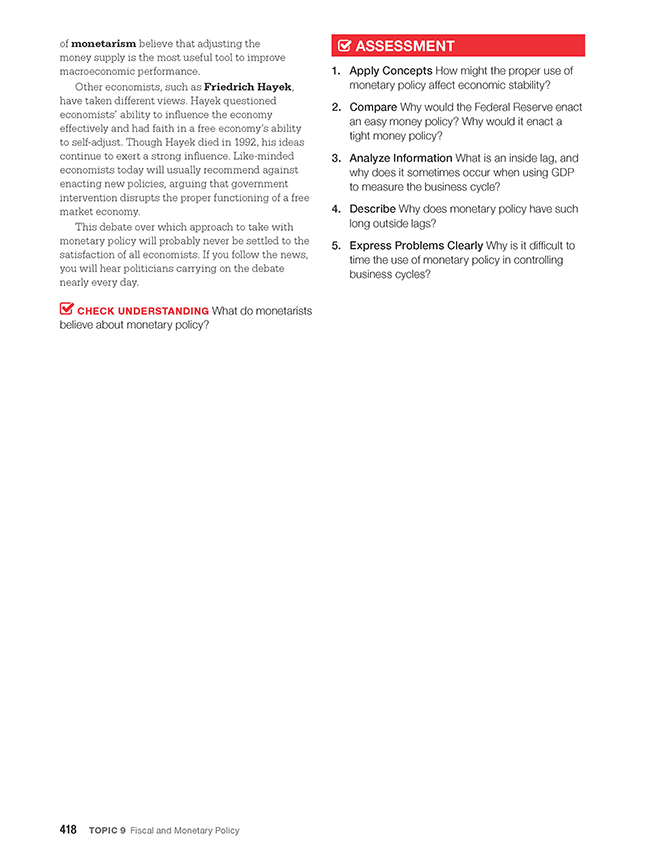 of monetarism believe that adjusting the
money supply is the most useful tool to improve
macroeconomic performance.
Other economists, such as Friedrich Hayek,
have taken different views. Hayek questioned
economists' ability to influence the economy
effectively and had faith in a free economy's ability
to self-adjust. Though Hayek died in 1992, his ideas
continue to exert a strong influence. Like-minded
economists today will usually recommend against
enacting new policies, arguing that government
intervention disrupts the proper functioning of a free
market economy.
This debate over which approach to take with
monetary policy will probably never be settled to the
satisfaction of all economists. If you follow the news,
you will hear politicians carrying on the debate
nearly every day.
CHECK UNDERSTANDING What do monetarists
believe about monetary policy?
ASSESSMENT
1. Apply Concepts How might the proper use of
monetary policy affect economic stability?
2. Compare Why would the Federal Reserve enact
an easy money policy? Why would it enact a
tight money policy?
3. Analyze Information What is an inside lag, and
why does it sometimes occur when using GDP
to measure the business cycle?
4. Describe Why does monetary policy have such
long outside lags?
5. Express Problems Clearly Why is it difficult to
time the use of monetary policy in controlling
business cycles?
418 TOPIC 9 Fiscal and Monetary Policy